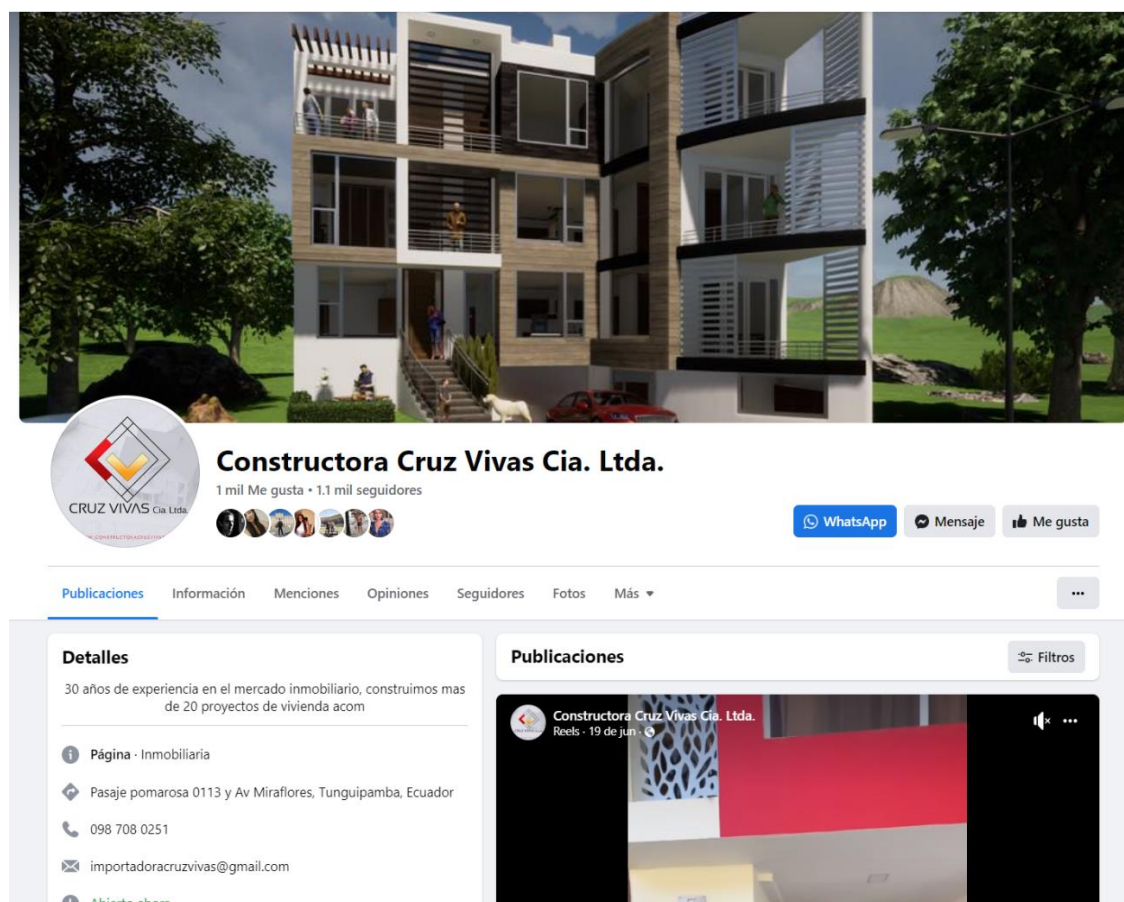 CRUZ VIVAS Cia. Ltda.
Constructora Cruz Vivas Cia. Ltda.
1 mil Me gusta • 1.1 mil seguidores
WhatsApp
Mensaje
Me gusta
Publicaciones
Información
Menciones
Opiniones
Seguidores
Fotos
Más
Detalles
30 años de experiencia en el mercado inmobiliario, construimos mas
de 20 proyectos de vivienda acom
Página · Inmobiliaria
Pasaje pomarosa 0113 y Av Miraflores, Tunguipamba, Ecuador
098 708 0251
importadoracruzvivas@gmail.com
Abierto ahora
Publicaciones
Filtros
Constructora Cruz Vivas Cia. Ltda.
Reels · 19 de jun ·